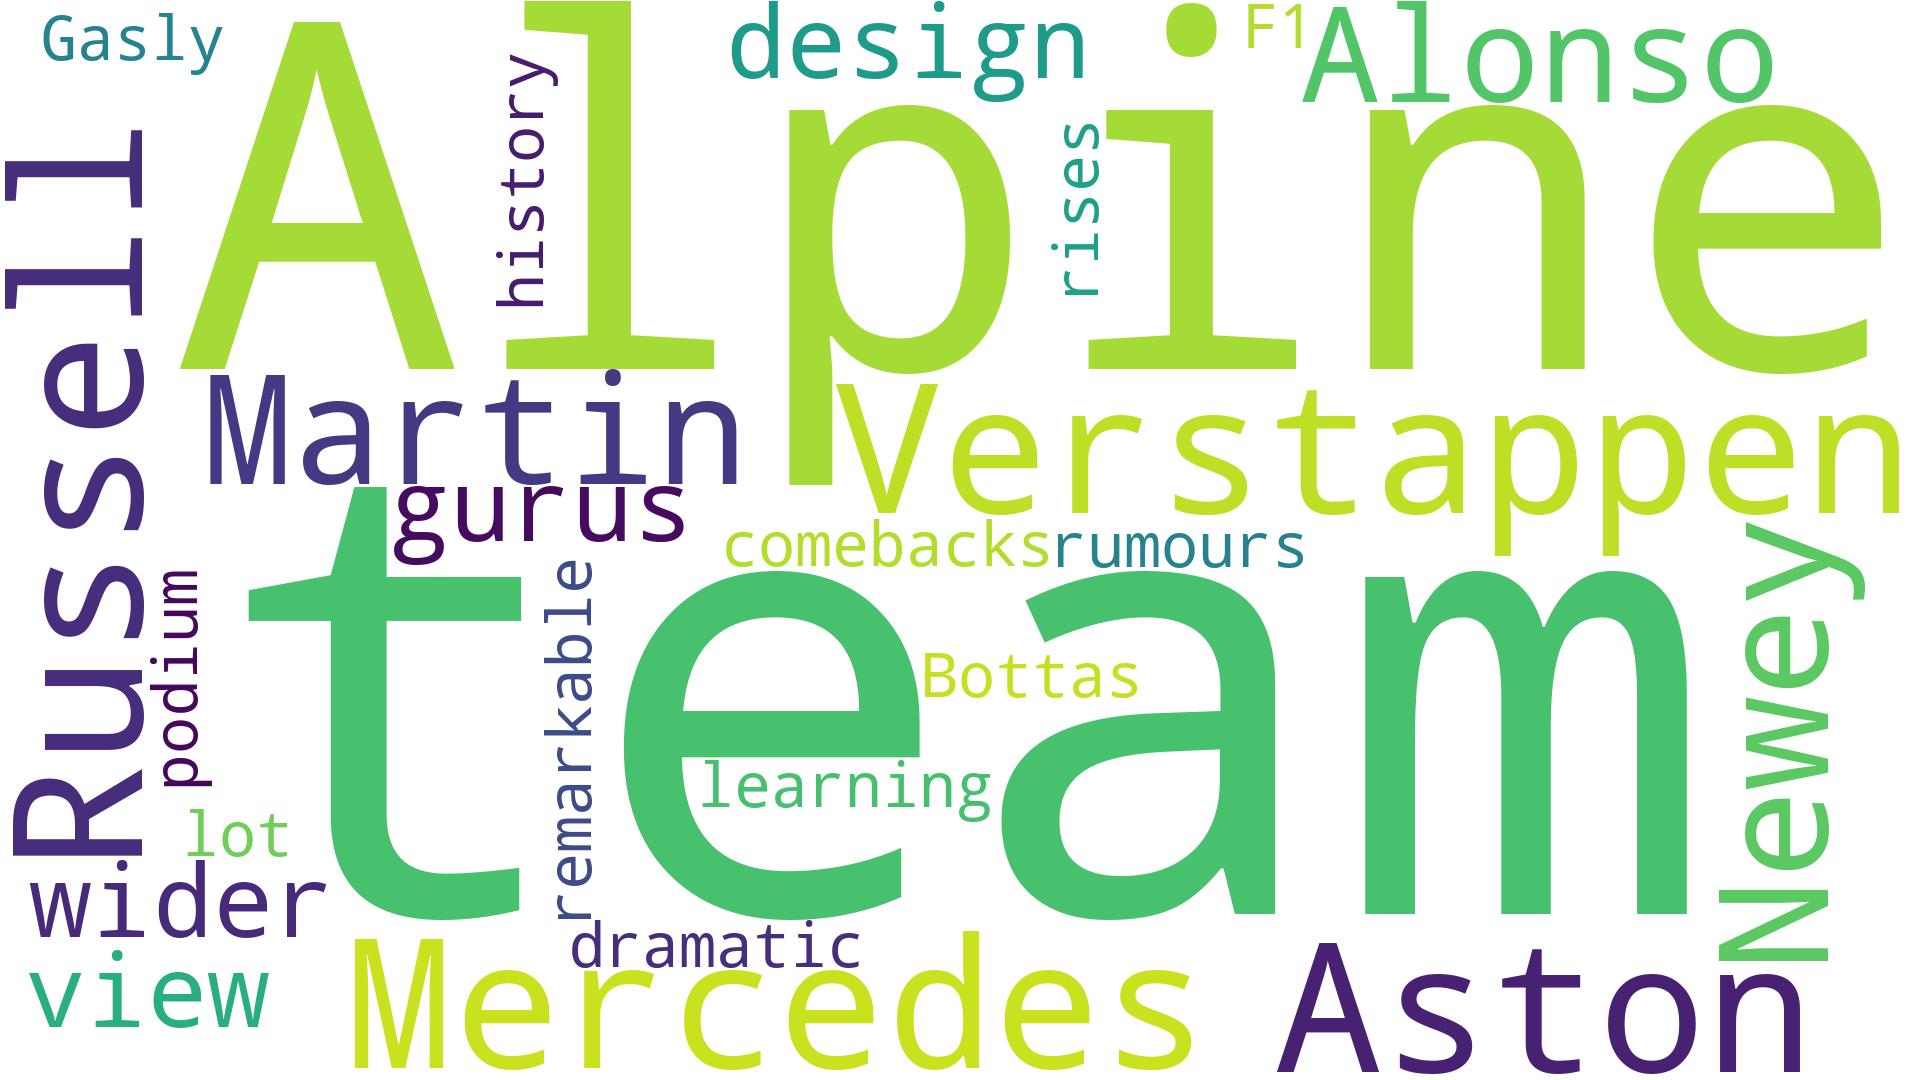 Gasly
Alpine
history
design
rises
F1
Alonso
Russell
Martin
Verstappen
gurus
comebacks
rumours
team
podium
remarkable
Bottas
learning
Newey
lot
wider
view
dramatic
Mercedes
Aston